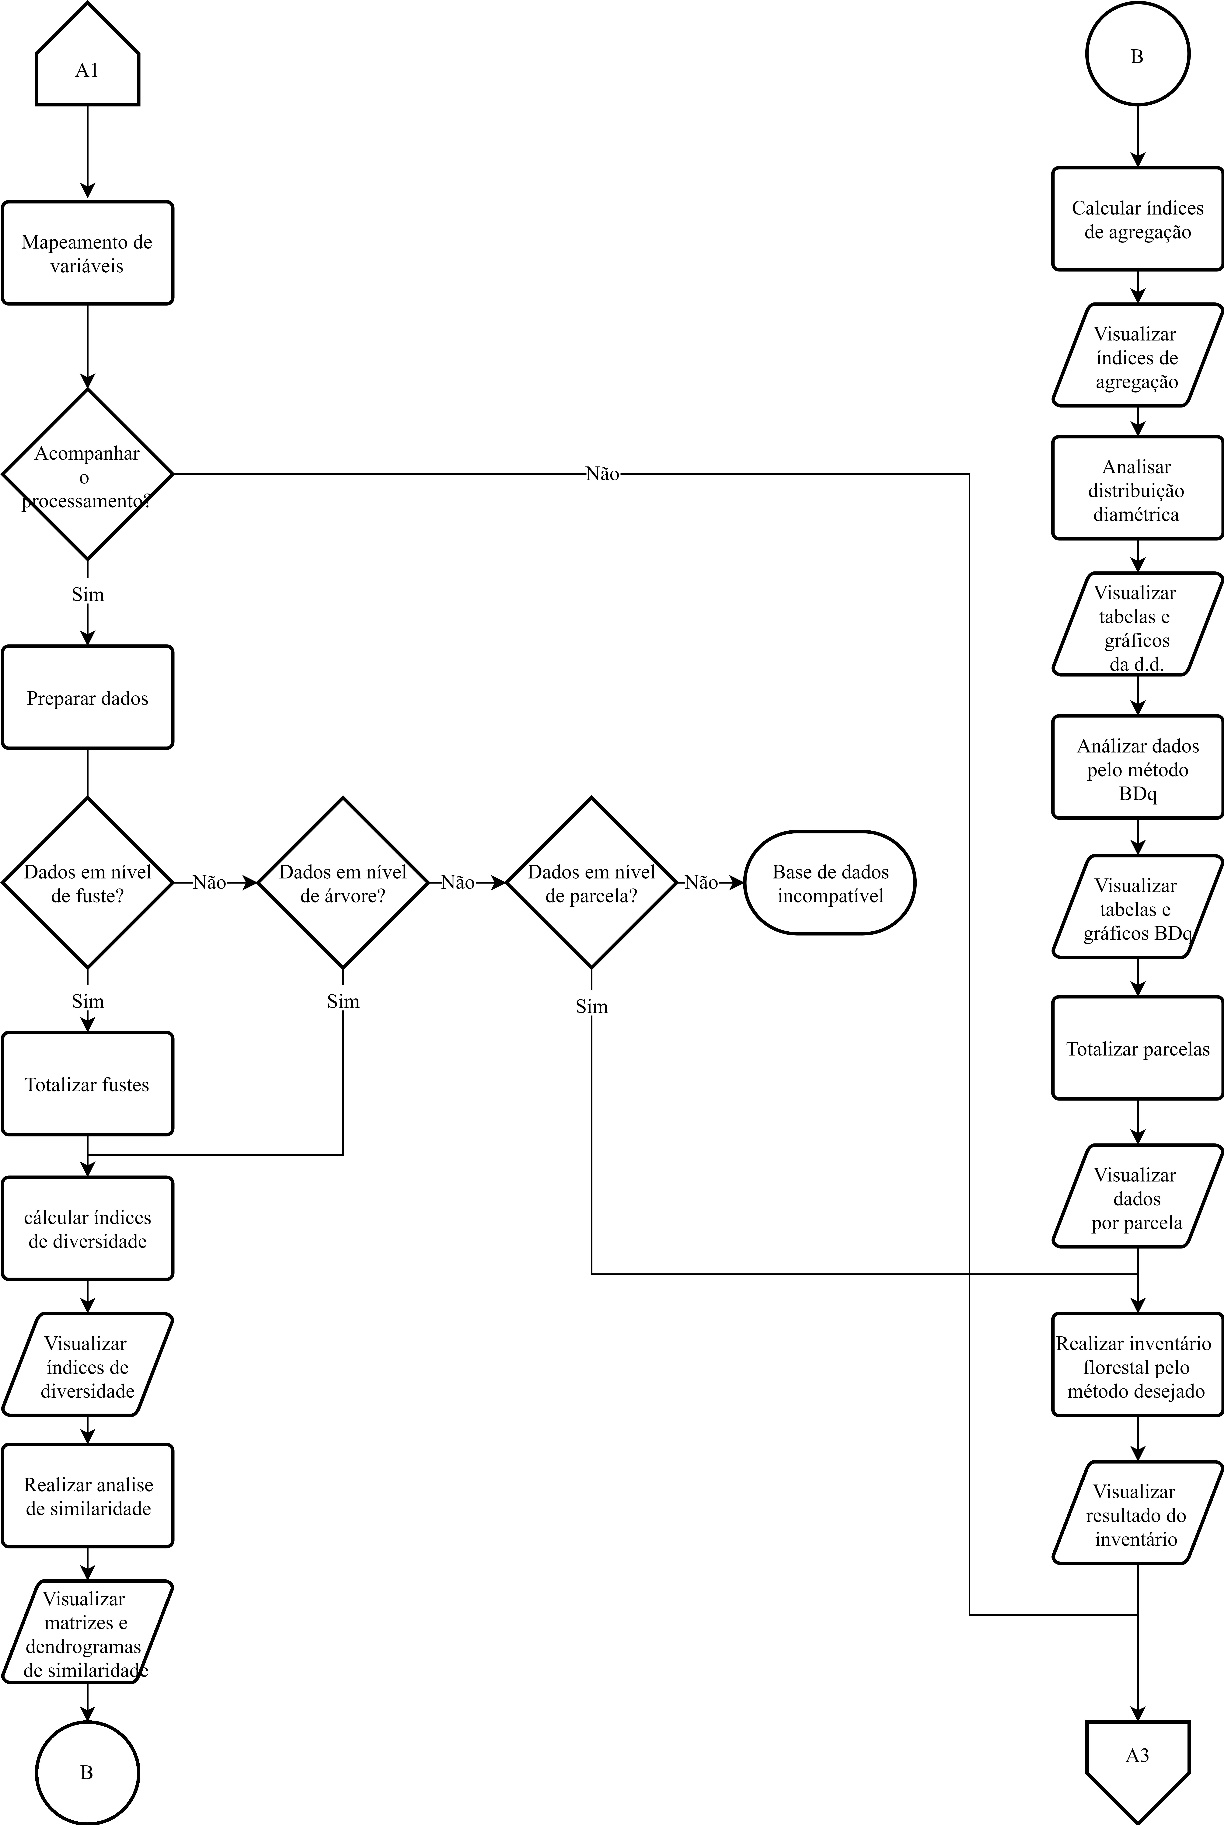 A1
Mapeamento de
variáveis
Acompanhar
o
processamento?
Não
Sim
Preparar dados
Dados em nível
de fuste?
Não
Dados em nível
de árvore?
Não
Dados em nível
de parcela?
Não
Base de dados
incompatível
Sim
Sim
Sim
Totalizar fustes
cálcular índices
de diversidade
Visualizar
índices de
diversidade
Realizar analise
de similaridade
Visualizar
matrizes e
dendrogramas
de similaridade
B
B
Calcular índices
de agregação
Visualizar
índices de
agregação
Analisar
distribuição
diamétrica
Visualizar
tabelas e
gráficos
da d.d.
Análizar dados
pelo método
BDq
Visualizar
tabelas e
gráficos BDq
Totalizar parcelas
Visualizar
dados
por parcela
Realizar inventário
florestal pelo
método desejado
Visualizar
resultado do
inventário
A3